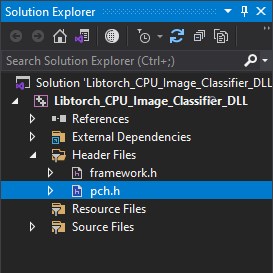 Solution Explorer
Search Solution Explorer (Ctrl+;)
Solution 'Libtorch_CPU_Image_Classifier_DLL
Libtorch_CPU_Image_Classifier_DLL
References
External Dependencies
Header Files
framework.h
pch.h
Resource Files
Source Files